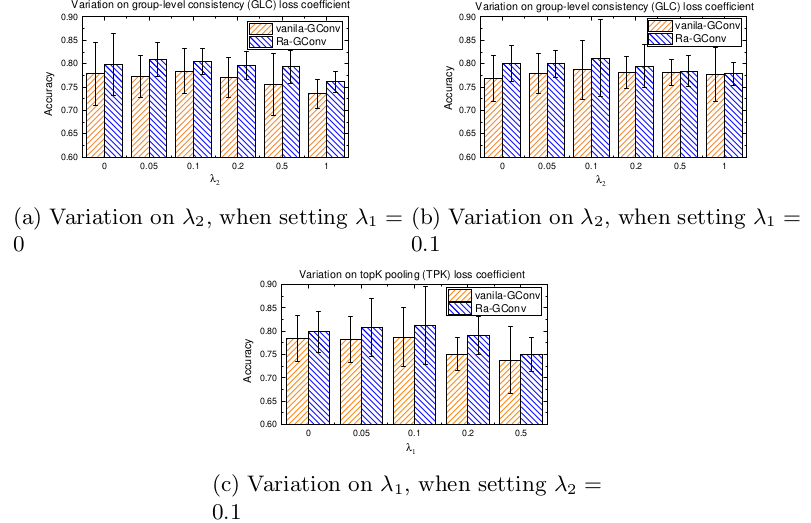 Variation on group-level consistency (GLC) loss coefficient
0.90
0.85
0.80
0.75
0.70
0.65
0.60
Accuracy
vanila-GConv
Ra-GConv
0 0.05 0.1 0.2 0.5 1
λ₂
(a) Variation on λ₂, when setting λ₁ =
0
Variation on group-level consistency (GLC) loss coefficient
0.90
0.85
0.80
0.75
0.70
0.65
0.60
Accuracy
vanila-GConv
Ra-GConv
0 0.05 0.1 0.2 0.5 1
λ₂
(b) Variation on λ₂, when setting λ₁ =
0.1
Variation on topK pooling (TPK) loss coefficient
0.90
0.85
0.80
0.75
0.70
0.65
0.60
Accuracy
vanila-GConv
Ra-GConv
0 0.05 0.1 0.2 0.5
λ₁
(c) Variation on λ₁, when setting λ₂ =
0.1